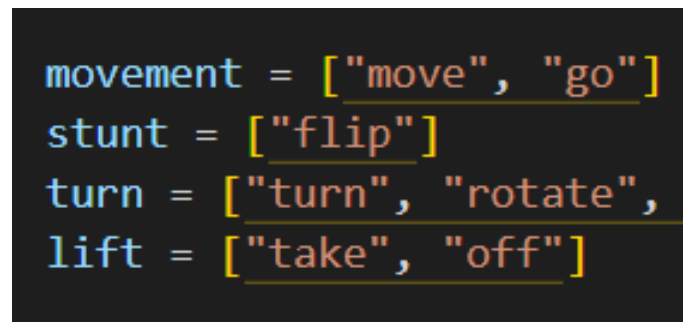 movement = ["move", "go"]
stunt = ["flip"]
turn = ["turn", "rotate",
lift = ["take", "off"]